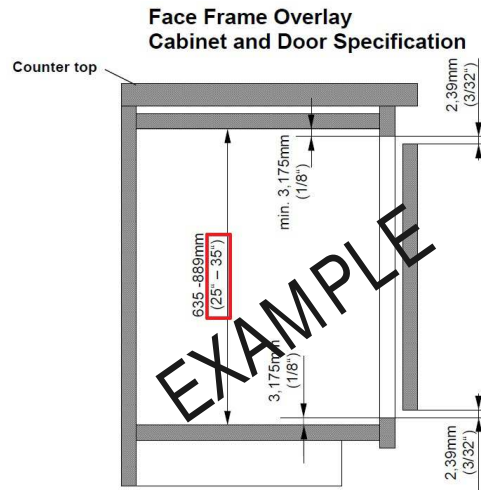 Face Frame Overlay
Cabinet and Door Specification
Counter top
2,39mm
(3/32“)
min. 3,175mm
(1/8“)
635 -889mm
(25“ – 35“)
EXAMPLE
3,175mm
(1/8“)
2,39mm
(3/32“)